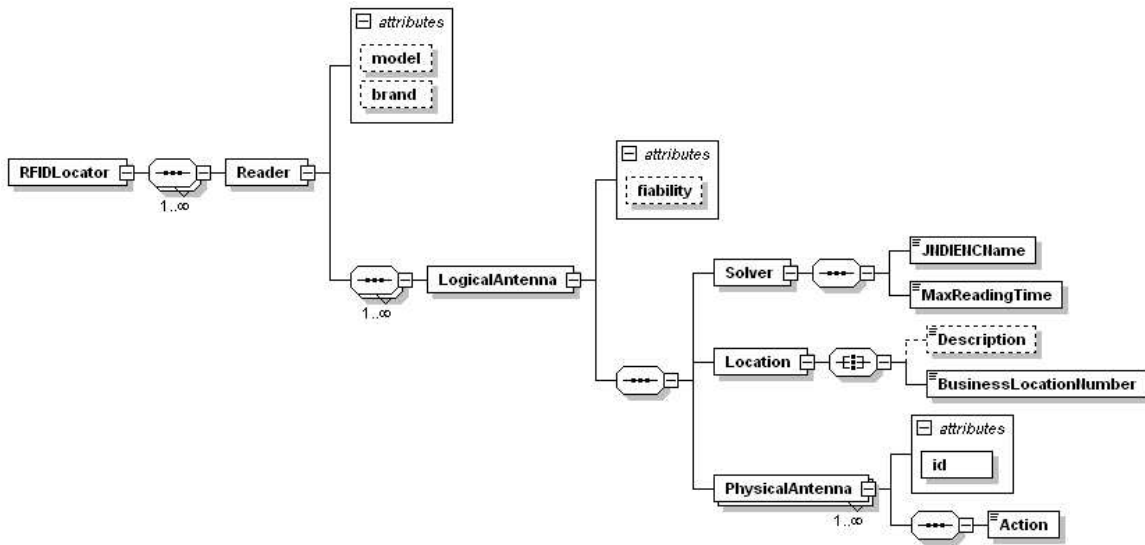 attributes
model
brand
RFIDLocator
Reader
1..∞
attributes
fiability
LogicalAntenna
1..∞
Solver
JNDIENCName
MaxReadingTime
Location
Description
BusinessLocationNumber
attributes
id
PhysicalAntenna
1..∞
Action